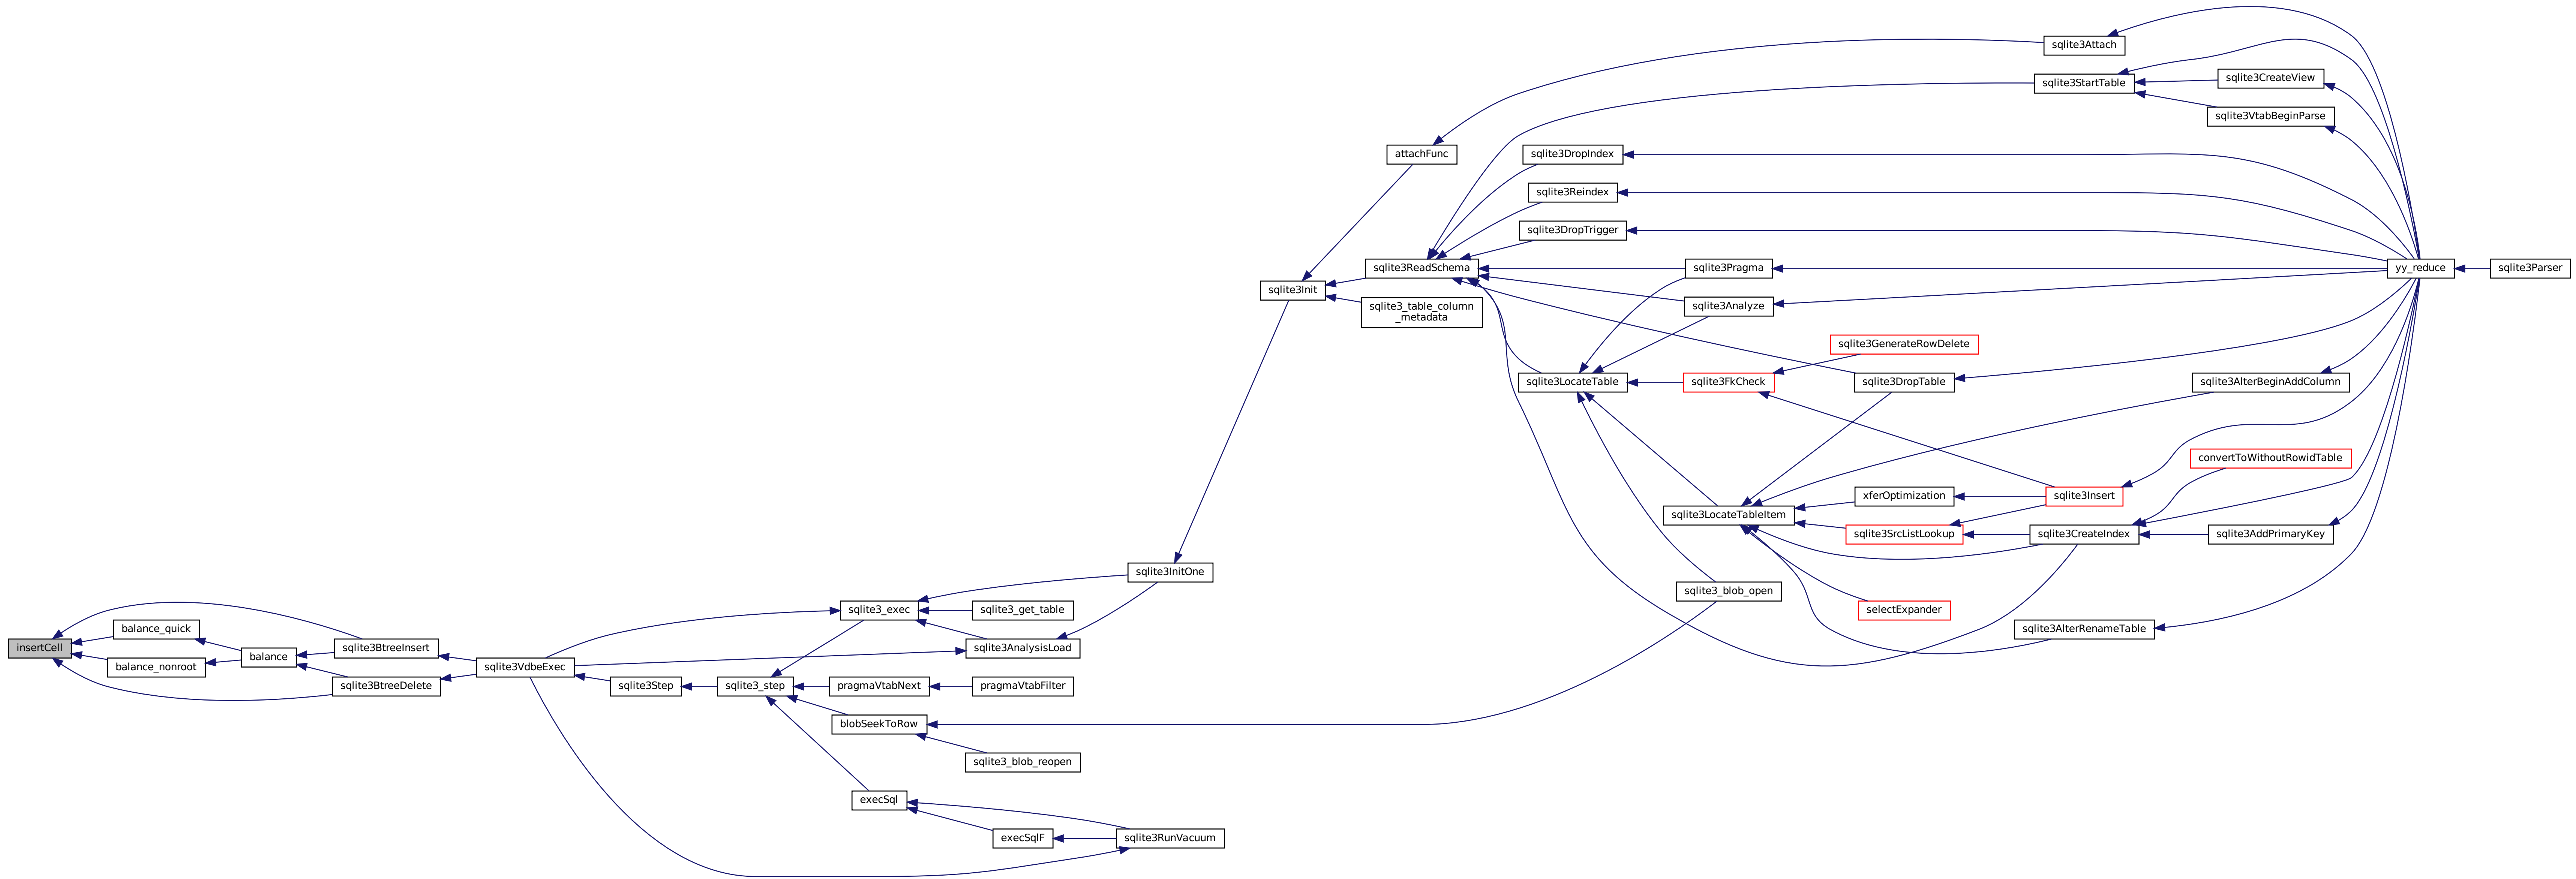 sqlite3Attach
sqlite3StartTable
sqlite3CreateView
sqlite3VtabBeginParse
attachFunc
sqlite3DropIndex
sqlite3Reindex
sqlite3DropTrigger
sqlite3ReadSchema
sqlite3Pragma
yy_reduce
sqlite3Parser
sqlite3Init
sqlite3_table_column
_metadata
sqlite3Analyze
sqlite3GenerateRowDelete
sqlite3LocateTable
sqlite3FkCheck
sqlite3DropTable
sqlite3AlterBeginAddColumn
convertToWithoutRowidTable
xferOptimization
sqlite3Insert
sqlite3LocateTableItem
sqlite3SrcListLookup
sqlite3CreateIndex
sqlite3AddPrimaryKey
sqlite3InitOne
sqlite3_blob_open
sqlite3_exec
sqlite3_get_table
selectExpander
balance_quick
sqlite3AlterRenameTable
insertCell
sqlite3BtreeInsert
sqlite3AnalysisLoad
balance
balance_nonroot
sqlite3VdbeExec
sqlite3BtreeDelete
sqlite3Step
sqlite3_step
pragmaVtabNext
pragmaVtabFilter
blobSeekToRow
sqlite3_blob_reopen
execSql
execSqlF
sqlite3RunVacuum